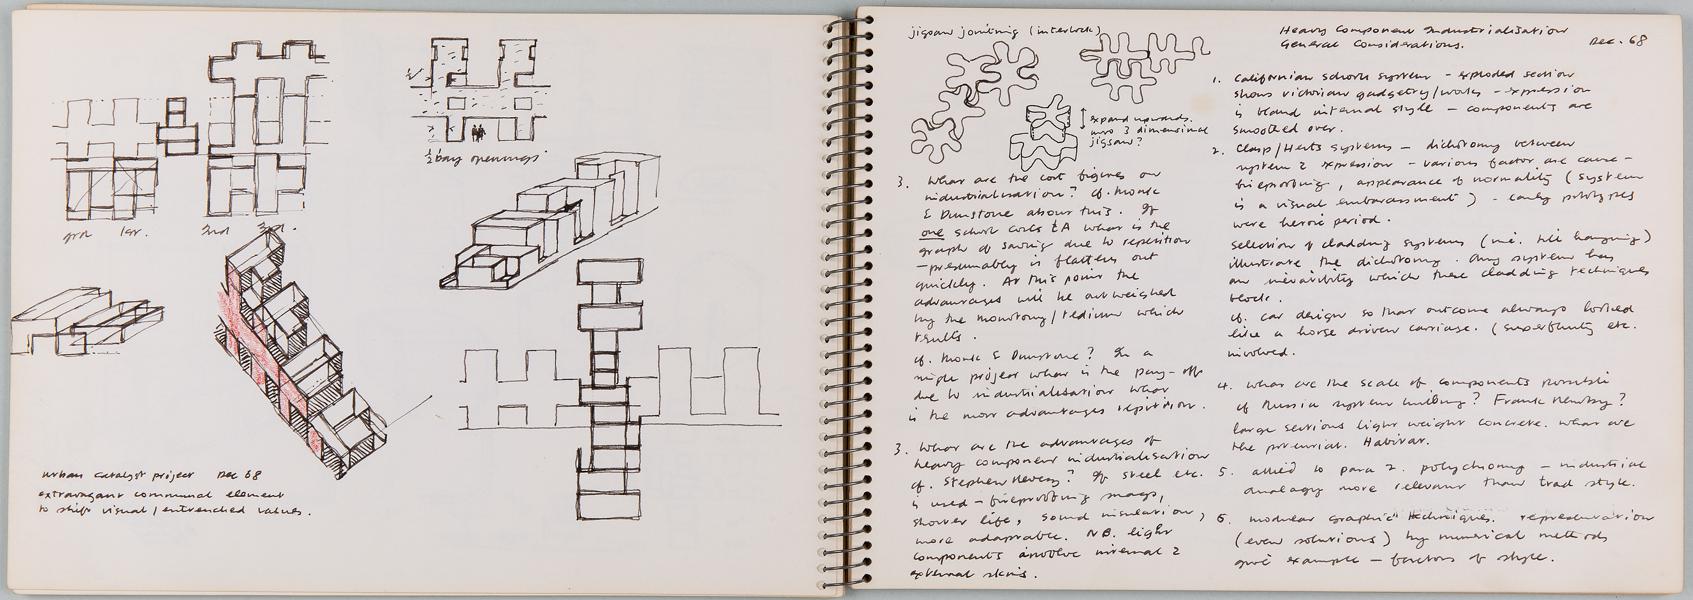 grd 1st.
2nd 3rd.
½ bay openings
urban catalyst project Dec 68
extravagant communal element
to shift visual/entrenched values.
jigsaw jointing (interlock)
expand upwards.
into 3 dimensional
jigsaw?
3. What are the cost figures on
industrialisation? cf. Monk
& Dunstone about this. If
one school costs £A what is the
graph of saving due to repetition
- presumably it flattens out
quickly. At this point the
advantages will be outweighed
by the monotony/tedium which
results.
cf. Monk & Dunstone? In a
single project what is the pay-off
due to industrialisation what
is the most advantageous repetition.
3. What are the advantages of
heavy component industrialisation
cf. Stephen ? If steel etc.
is used - fireproofing snags,
shorter life, sound insulation,
more adaptable. NB. light
components involve internal &
external skins.
Heavy Component Industrialisation
General Considerations. Dec. 68
1. Californian schools system - exploded section
shows victorian gadgetry/works - expression
is bland internal style - components are
smoothed over.
2. Clasp/Herts systems - dichotomy between
system & expression - various factors are cause -
fireproofing, appearance of normality (system
is a visual embarassment) - early prototypes
were heroic period.
selection of cladding systems (inc. tile hanging)
illustrate the dichotomy. Any system has
an inevitability which these cladding techniques
block.
cf. car design so that outcome always looked
like a horse driven carriage. (superfluity etc.
involved.
4. what are the scale of components possible
cf Russia system building? Frank Newby?
large sections light weight concrete. What are
the potential. Habitat.
5. allied to para 2. polychromy - industrial
analogy more relevant than trad style.
6. modular graphic techniques. representation
(even solutions) by numerical methods
give example - factors of style.